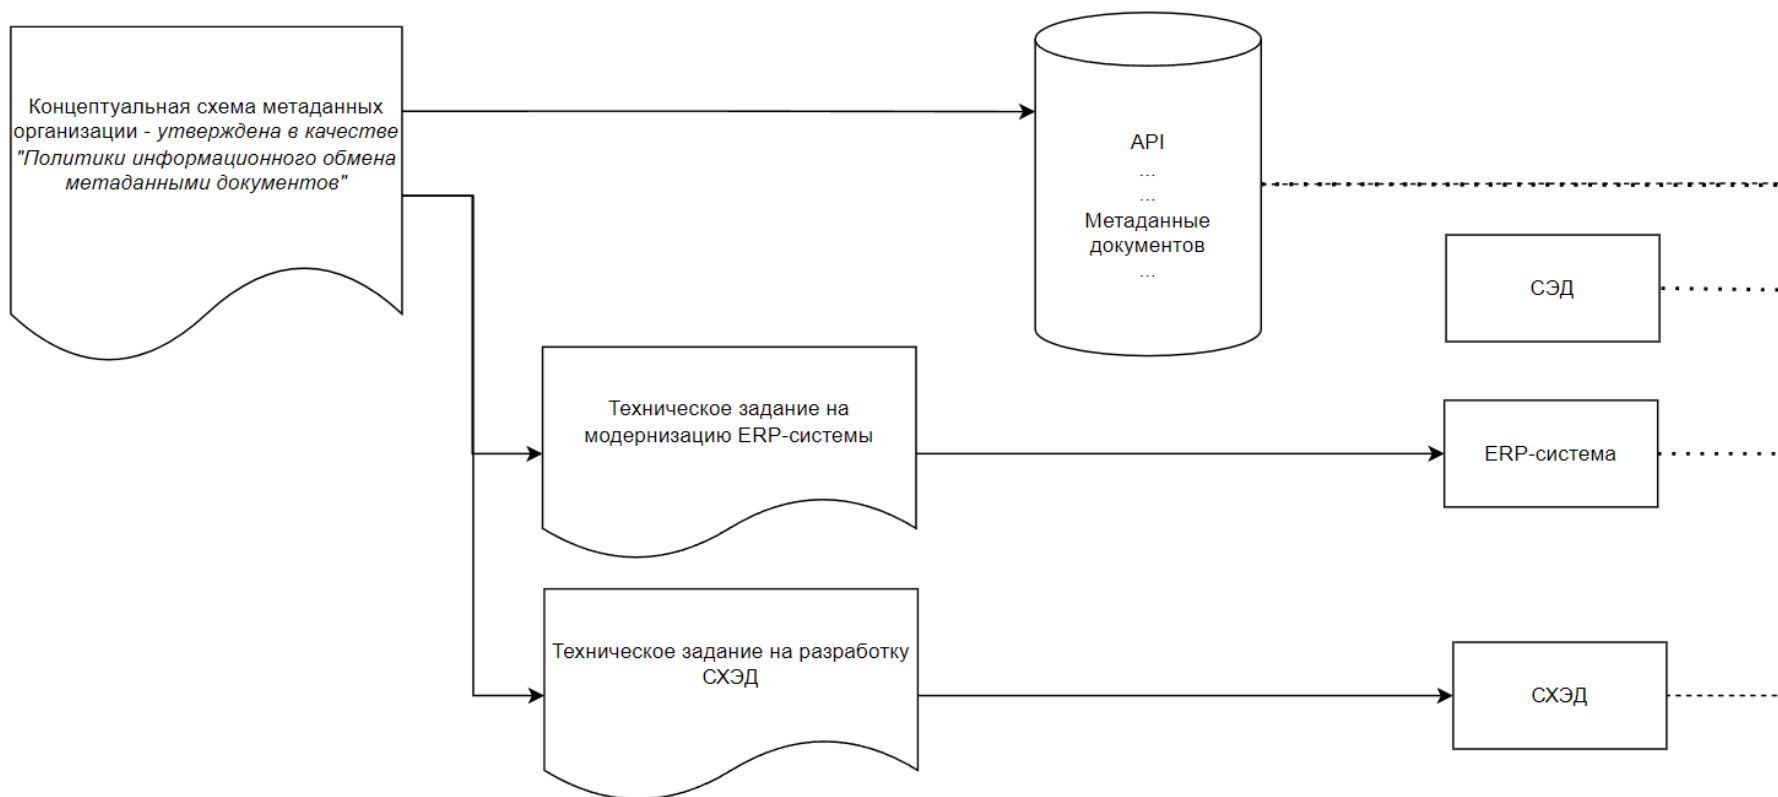 Концептуальная схема метаданных
организации - утверждена в качестве
"Политики информационного обмена
метаданными документов"
API
...
...
Метаданные
документов
...
СЭД
Техническое задание на
модернизацию ERP-системы
ERP-система
Техническое задание на разработку
СХЭД
СХЭД